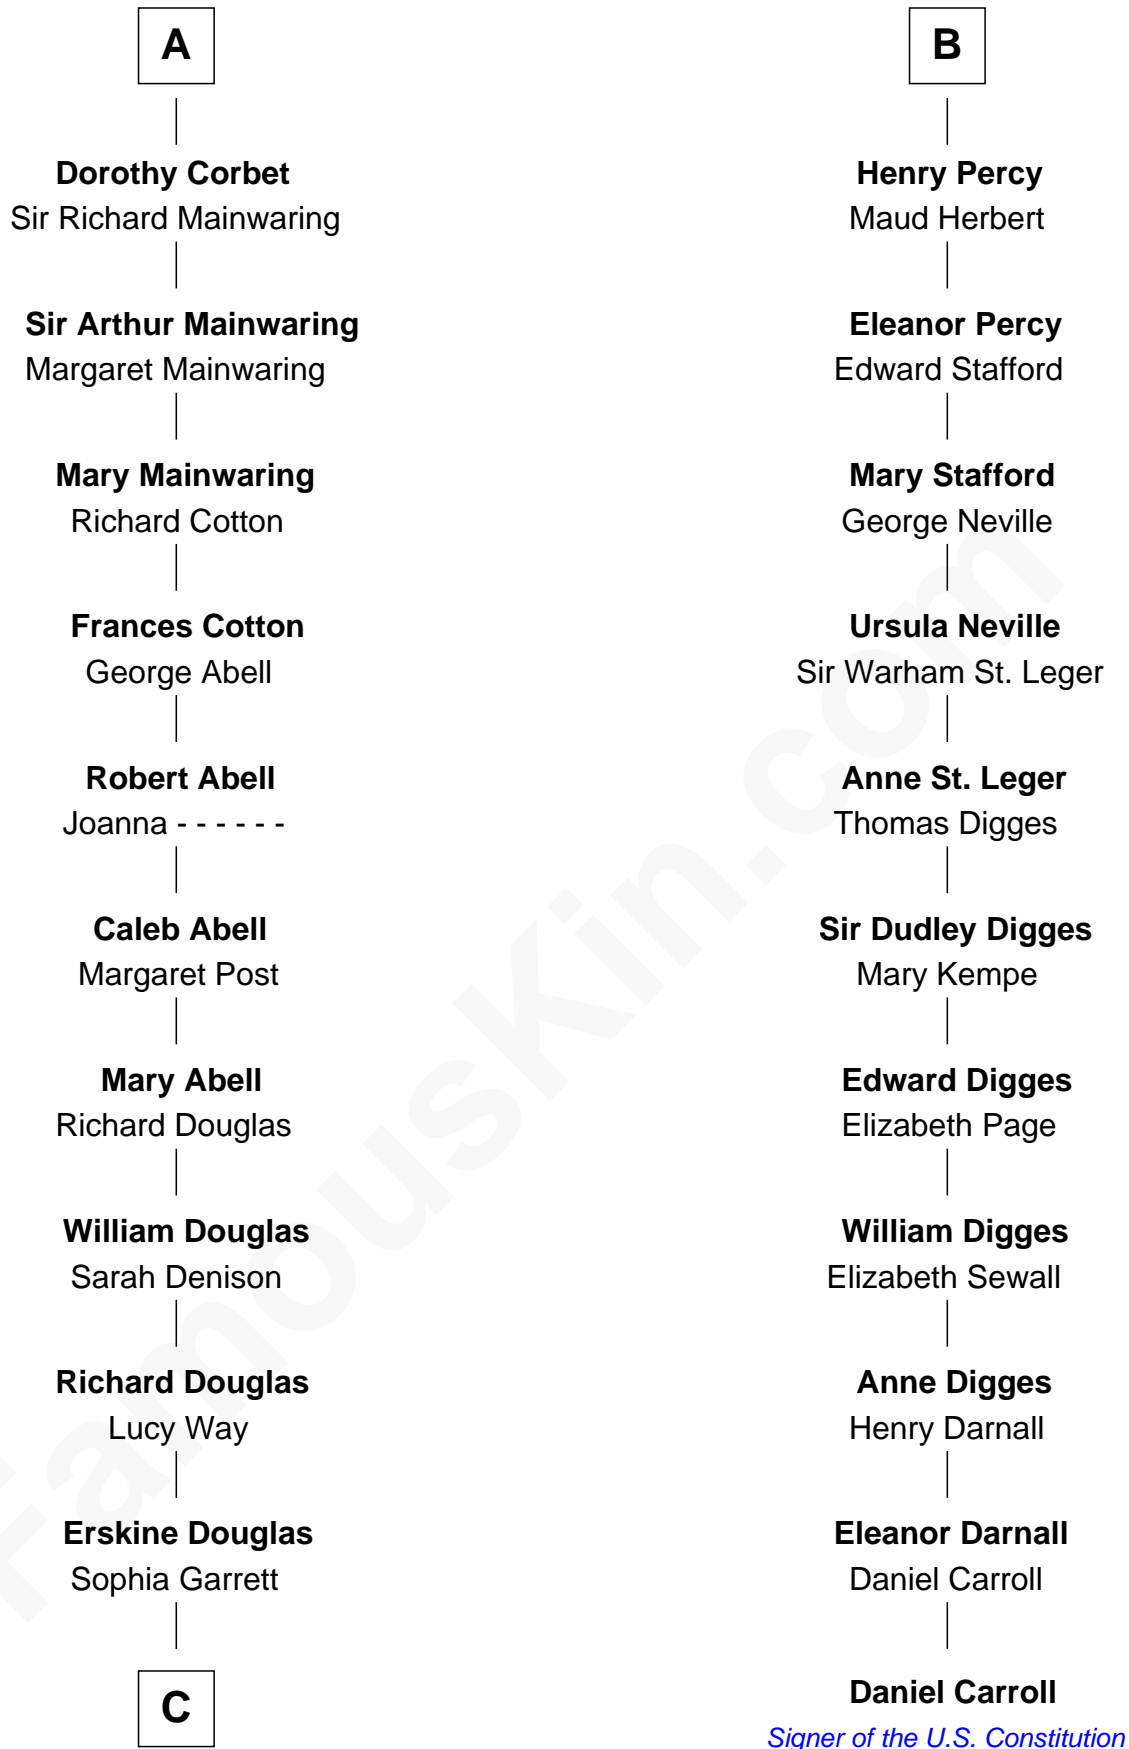 A
Dorothy Corbet
Sir Richard Mainwaring
Sir Arthur Mainwaring
Margaret Mainwaring
Mary Mainwaring
Richard Cotton
Frances Cotton
George Abell
Robert Abell
Joanna - - - - - -
Caleb Abell
Margaret Post
Mary Abell
Richard Douglas
William Douglas
Sarah Denison
Richard Douglas
Lucy Way
Erskine Douglas
Sophia Garrett
C
B
Henry Percy
Maud Herbert
Eleanor Percy
Edward Stafford
Mary Stafford
George Neville
Ursula Neville
Sir Warham St. Leger
Anne St. Leger
Thomas Digges
Sir Dudley Digges
Mary Kempe
Edward Digges
Elizabeth Page
William Digges
Elizabeth Sewall
Anne Digges
Henry Darnall
Eleanor Darnall
Daniel Carroll
Daniel Carroll
Signer of the U.S. Constitution
FamousKin.com